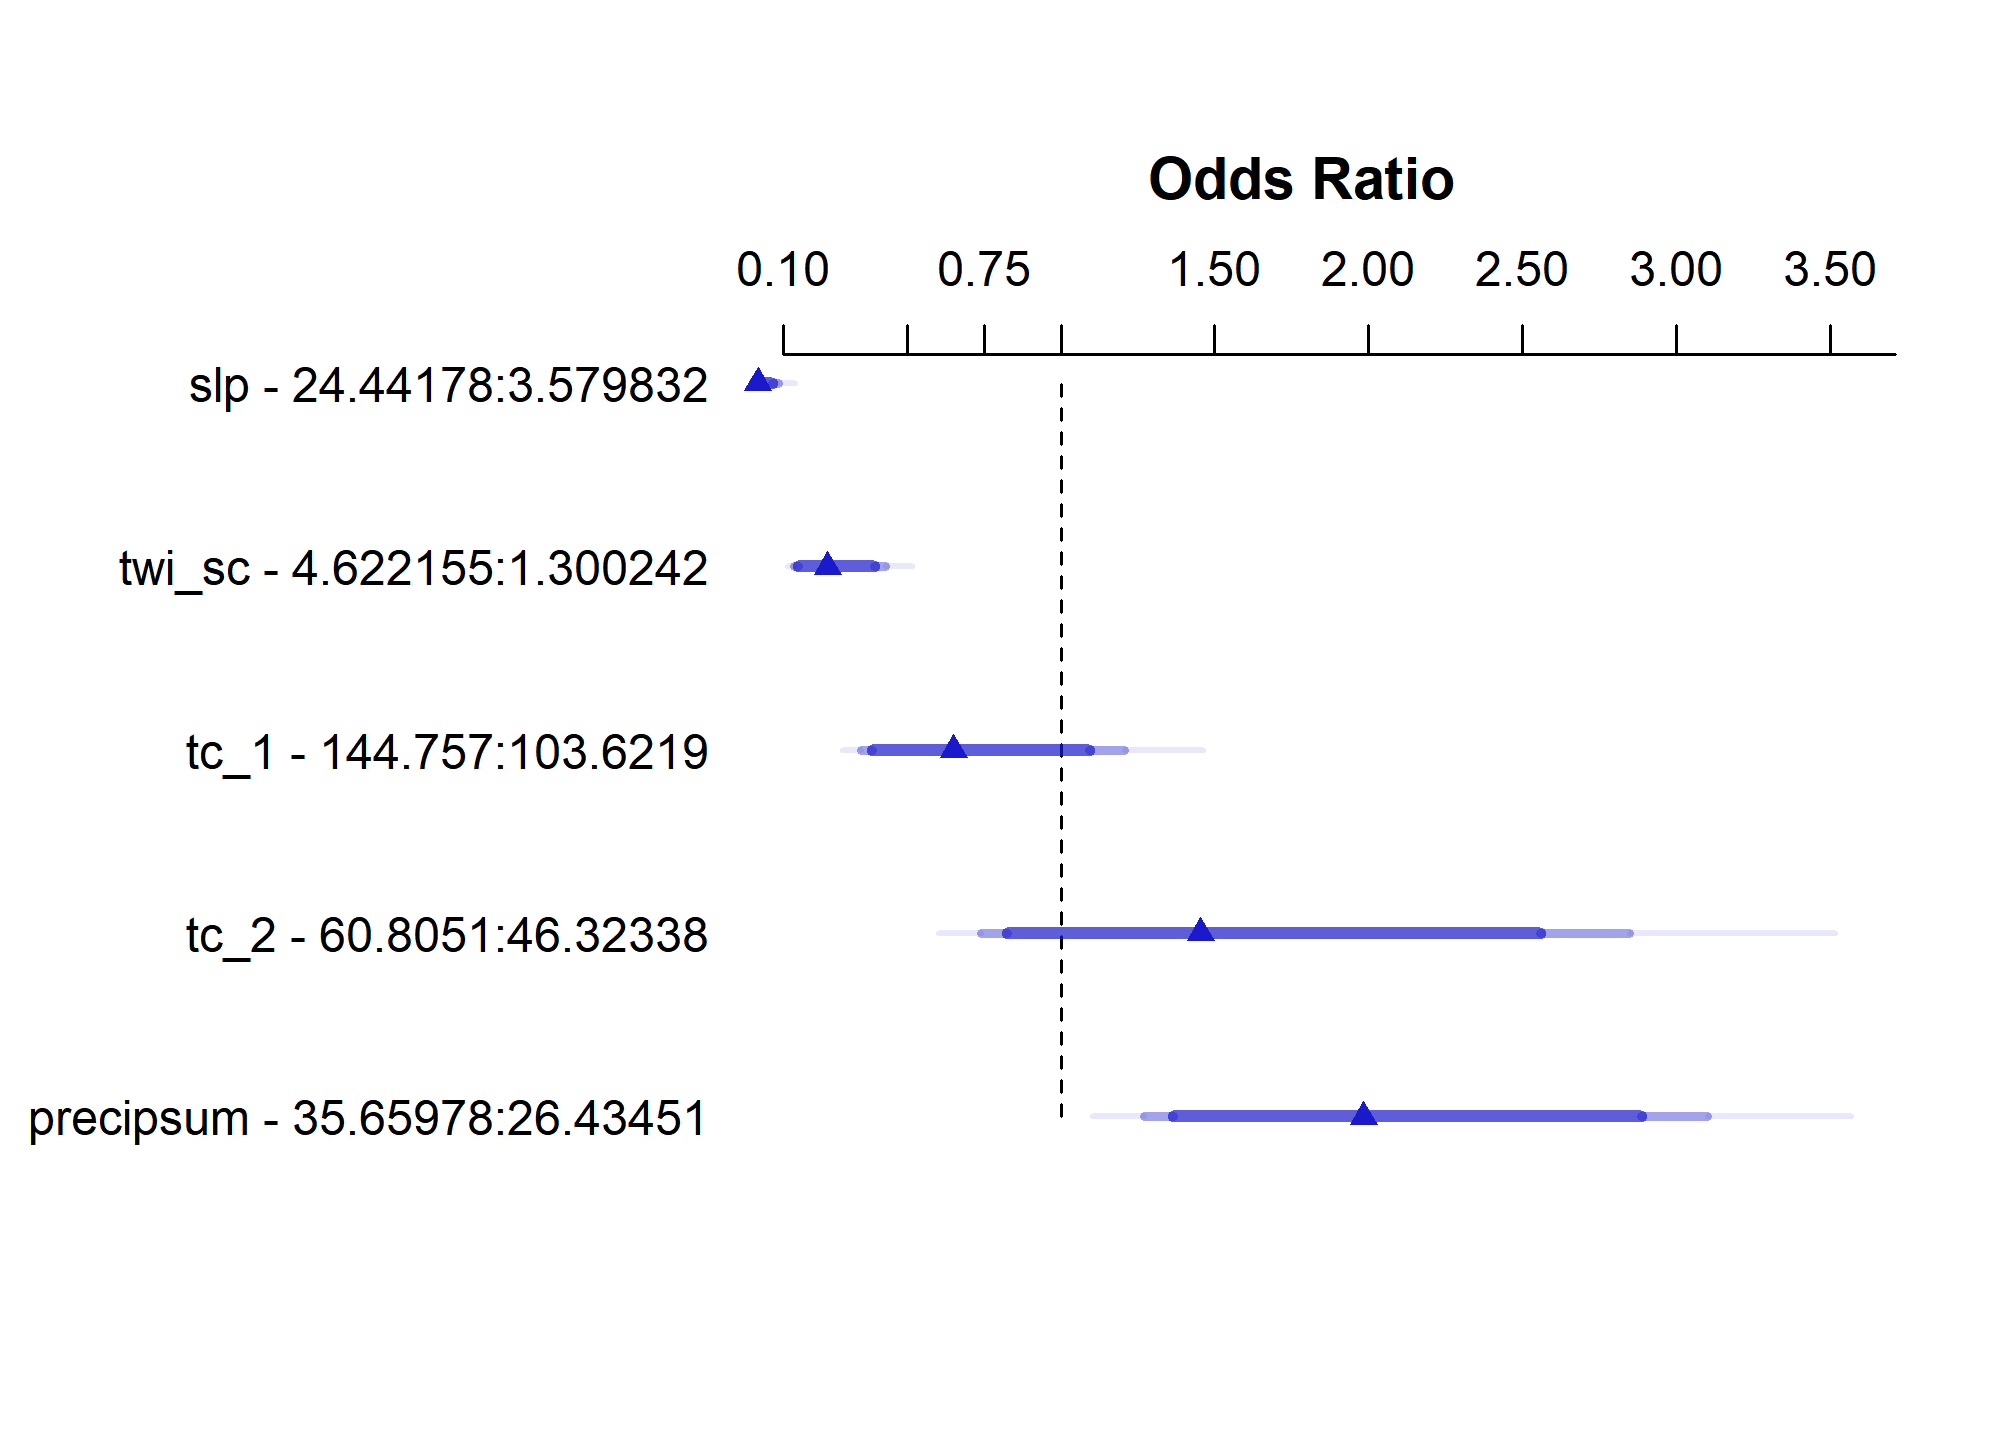 Odds Ratio
0.10 0.75 1.50 2.00 2.50 3.00 3.50
slp - 24.44178:3.579832
twi_sc - 4.622155:1.300242
tc_1 - 144.757:103.6219
tc_2 - 60.8051:46.32338
precipsum - 35.65978:26.43451